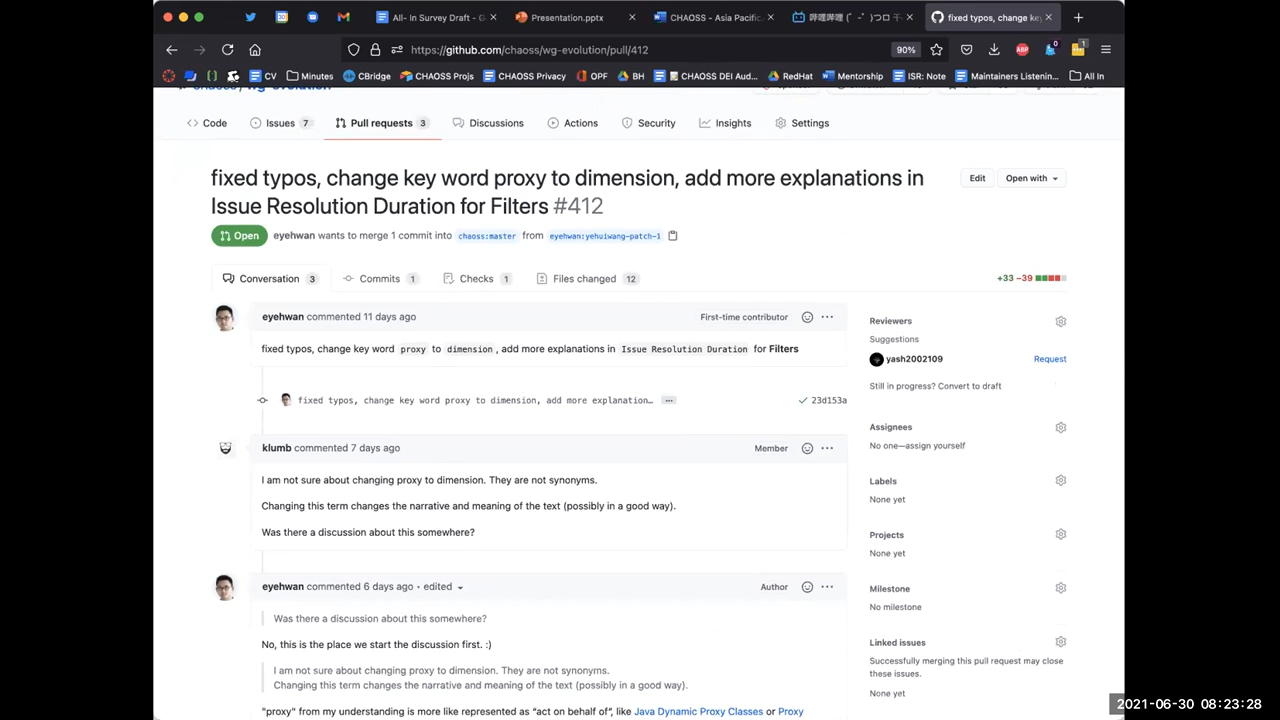 All- In Survey Draft - G
Presentation.pptx
CHAOSS - Asia Pacific
哔哩哔哩 (゜-゜)つロ 干
fixed typos, change ke
https://github.com/chaoss/wg-evolution/pull/412
90%
CV
Minutes
CBridge
CHAOSS Projs
CHAOSS Privacy
OPF
BH
CHAOSS DEI Aud...
RedHat
Mentorship
ISR: Note
Maintainers Listenin...
All In
chaoss/wg-evolution
Code
Issues 7
Pull requests 3
Discussions
Actions
Security
Insights
Settings
fixed typos, change key word proxy to dimension, add more explanations in
Issue Resolution Duration for Filters #412
Edit
Open with
Open
eyehwan wants to merge 1 commit into chaoss:master from eyehwan:yehuiwang-patch-1
Conversation 3
Commits 1
Checks 1
Files changed 12
+33 −39
eyehwan commented 11 days ago
First-time contributor
fixed typos, change key word proxy to dimension, add more explanations in Issue Resolution Duration for Filters
fixed typos, change key word proxy to dimension, add more explanation…
23d153a
klumb commented 7 days ago
Member
I am not sure about changing proxy to dimension. They are not synonyms.
Changing this term changes the narrative and meaning of the text (possibly in a good way).
Was there a discussion about this somewhere?
eyehwan commented 6 days ago • edited
Author
Was there a discussion about this somewhere?
No, this is the place we start the discussion first. :)
I am not sure about changing proxy to dimension. They are not synonyms.
Changing this term changes the narrative and meaning of the text (possibly in a good way).
"proxy" from my understanding is more like represented as “act on behalf of”, like Java Dynamic Proxy Classes or Proxy
Reviewers
Suggestions
yash2002109
Request
Still in progress? Convert to draft
Assignees
No one—assign yourself
Labels
None yet
Projects
None yet
Milestone
No milestone
Linked issues
Successfully merging this pull request may close
these issues.
None yet
2021-06-30 08:23:28